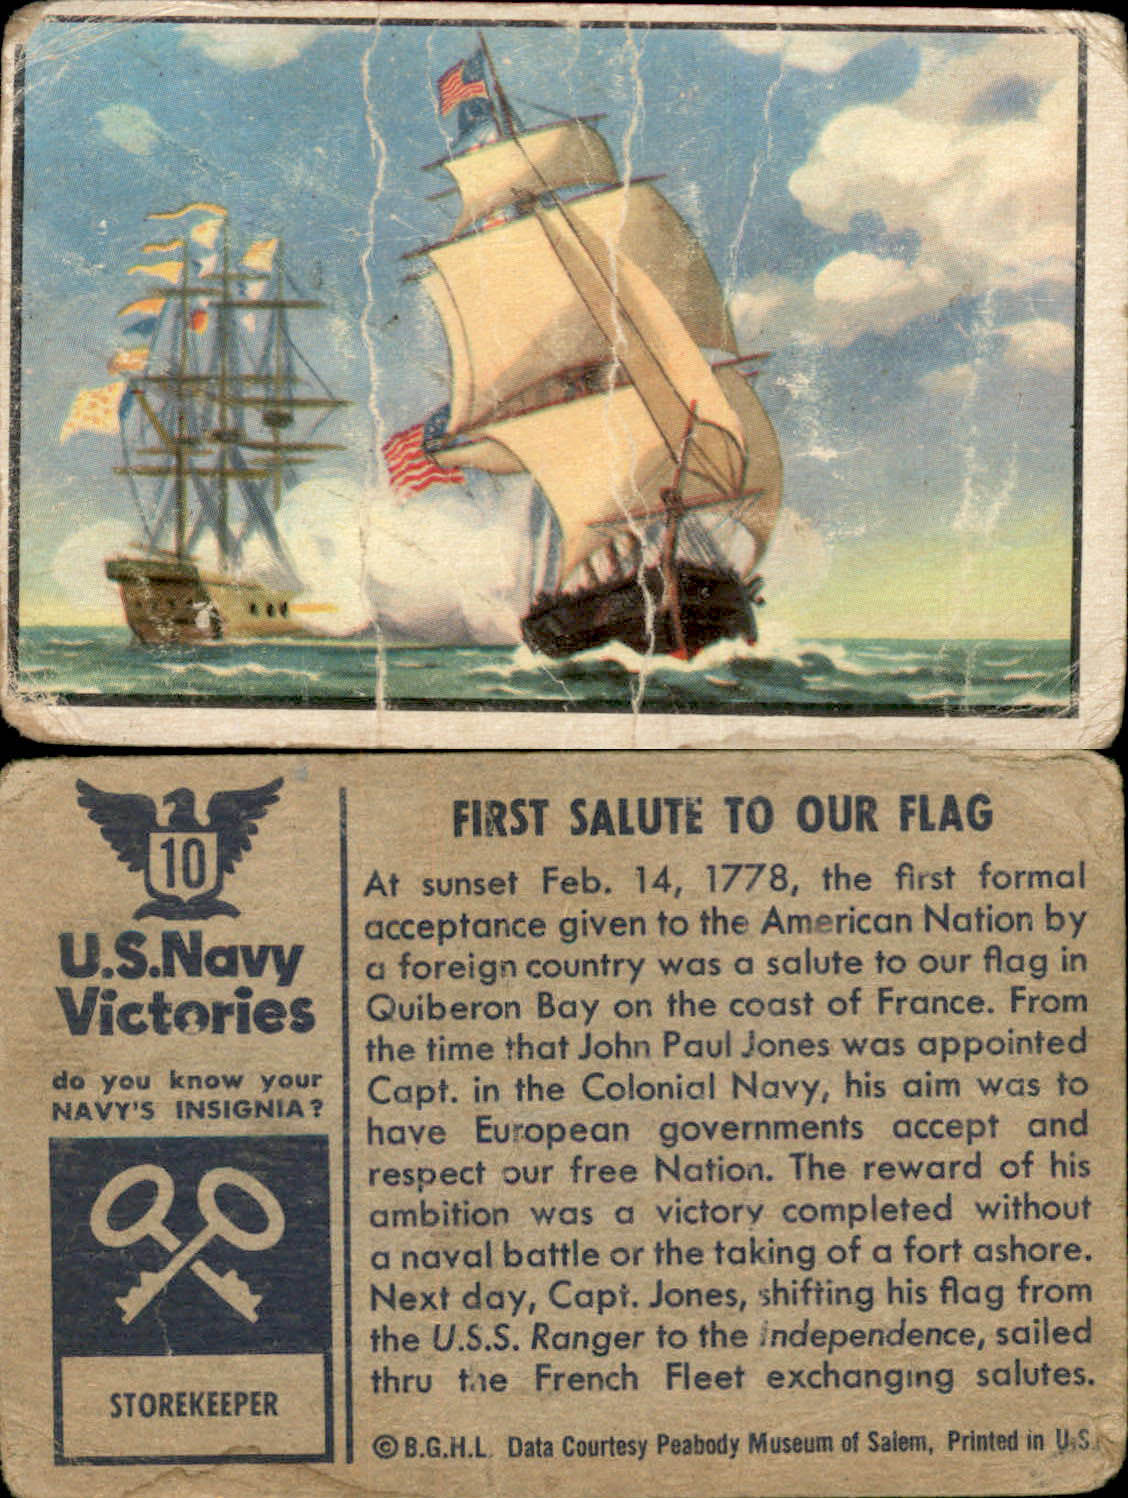 10
U.S.Navy
Victories
do you know your
NAVY'S INSIGNIA?
STOREKEEPER
FIRST SALUTE TO OUR FLAG
At sunset Feb. 14, 1778, the first formal
acceptance given to the American Nation by
a foreign country was a salute to our flag in
Quiberon Bay on the coast of France. From
the time that John Paul Jones was appointed
Capt. in the Colonial Navy, his aim was to
have European governments accept and
respect our free Nation. The reward of his
ambition was a victory completed without
a naval battle or the taking of a fort ashore.
Next day, Capt. Jones, shifting his flag from
the U.S.S. Ranger to the Independence, sailed
thru the French Fleet exchanging salutes.
© B.G.H.L. Data Courtesy Peabody Museum of Salem, Printed in U.S.